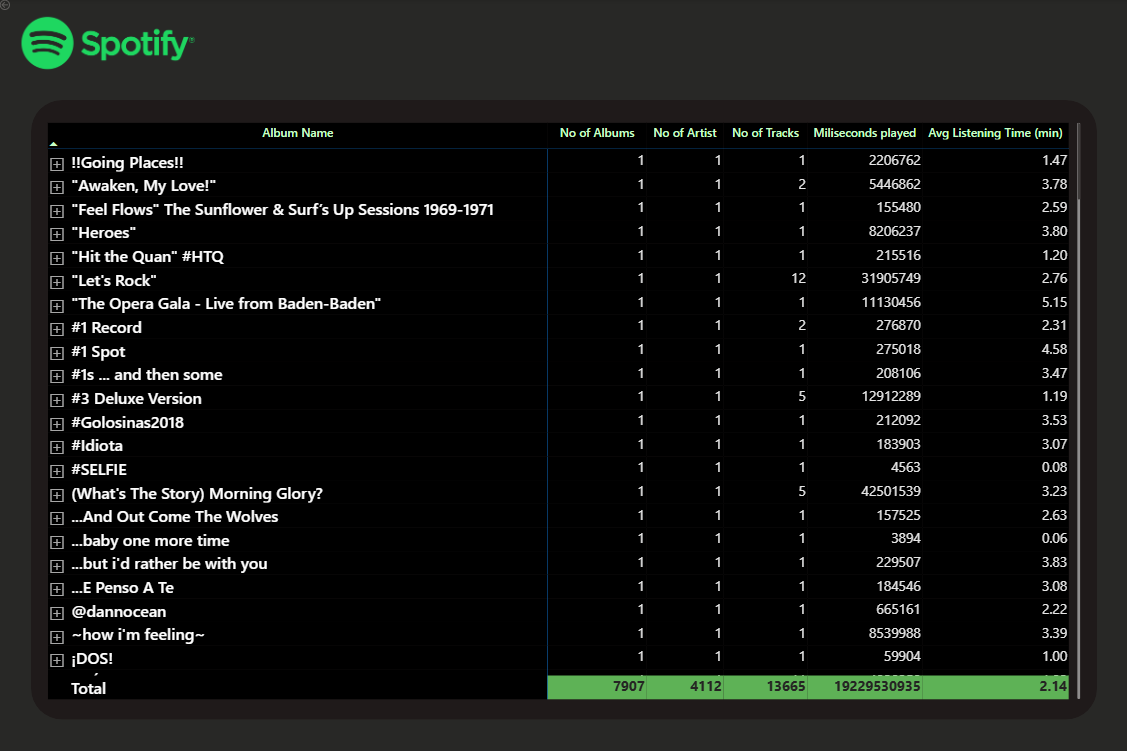 Spotify®
Album Name No of Albums No of Artist No of Tracks Miliseconds played Avg Listening Time (min)
!!Going Places!! 1 1 1 2206762 1.47
"Awaken, My Love!" 1 1 2 5446862 3.78
"Feel Flows" The Sunflower & Surf's Up Sessions 1969-1971 1 1 1 155480 2.59
"Heroes" 1 1 1 8206237 3.80
"Hit the Quan" #HTQ 1 1 1 215516 1.20
"Let's Rock" 1 1 12 31905749 2.76
"The Opera Gala - Live from Baden-Baden" 1 1 1 11130456 5.15
#1 Record 1 1 2 276870 2.31
#1 Spot 1 1 1 275018 4.58
#1s ... and then some 1 1 1 208106 3.47
#3 Deluxe Version 1 1 5 12912289 1.19
#Golosinas2018 1 1 1 212092 3.53
#Idiota 1 1 1 183903 3.07
#SELFIE 1 1 1 4563 0.08
(What's The Story) Morning Glory? 1 1 5 42501539 3.23
...And Out Come The Wolves 1 1 1 157525 2.63
...baby one more time 1 1 1 3894 0.06
...but i'd rather be with you 1 1 1 229507 3.83
...E Penso A Te 1 1 1 184546 3.08
@dannocean 1 1 1 665161 2.22
~how i'm feeling~ 1 1 1 8539988 3.39
¡DOS! 1 1 1 59904 1.00
Total 7907 4112 13665 19229530935 2.14